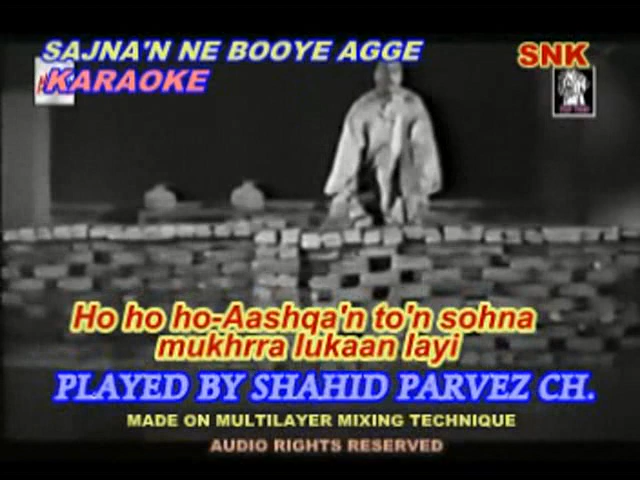 SAJNA'N NE BOOYE AGGE
SNK
KARAOKE
Ho ho ho-Aashqa'n to'n sohna
mukhrra lukaan layi
PLAYED BY SHAHID PARVEZ CH.
MADE ON MULTILAYER MIXING TECHNIQUE
AUDIO RIGHTS RESERVED